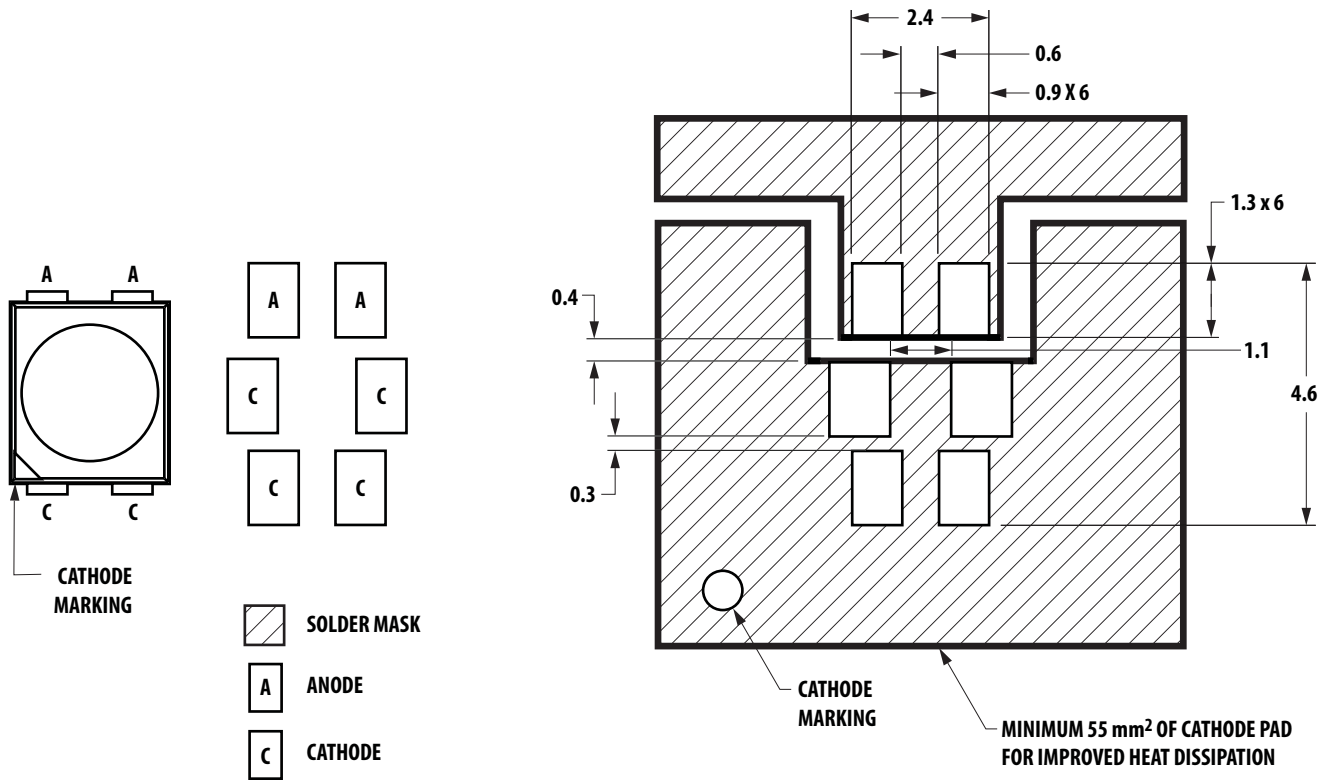 2.4
0.6
0.9 X 6
1.3 x 6
A A
A A
0.4
1.1
C C
4.6
C C
0.3
C C
CATHODE
MARKING
SOLDER MASK
A ANODE
CATHODE
MARKING
C CATHODE
MINIMUM 55 mm² OF CATHODE PAD
FOR IMPROVED HEAT DISSIPATION